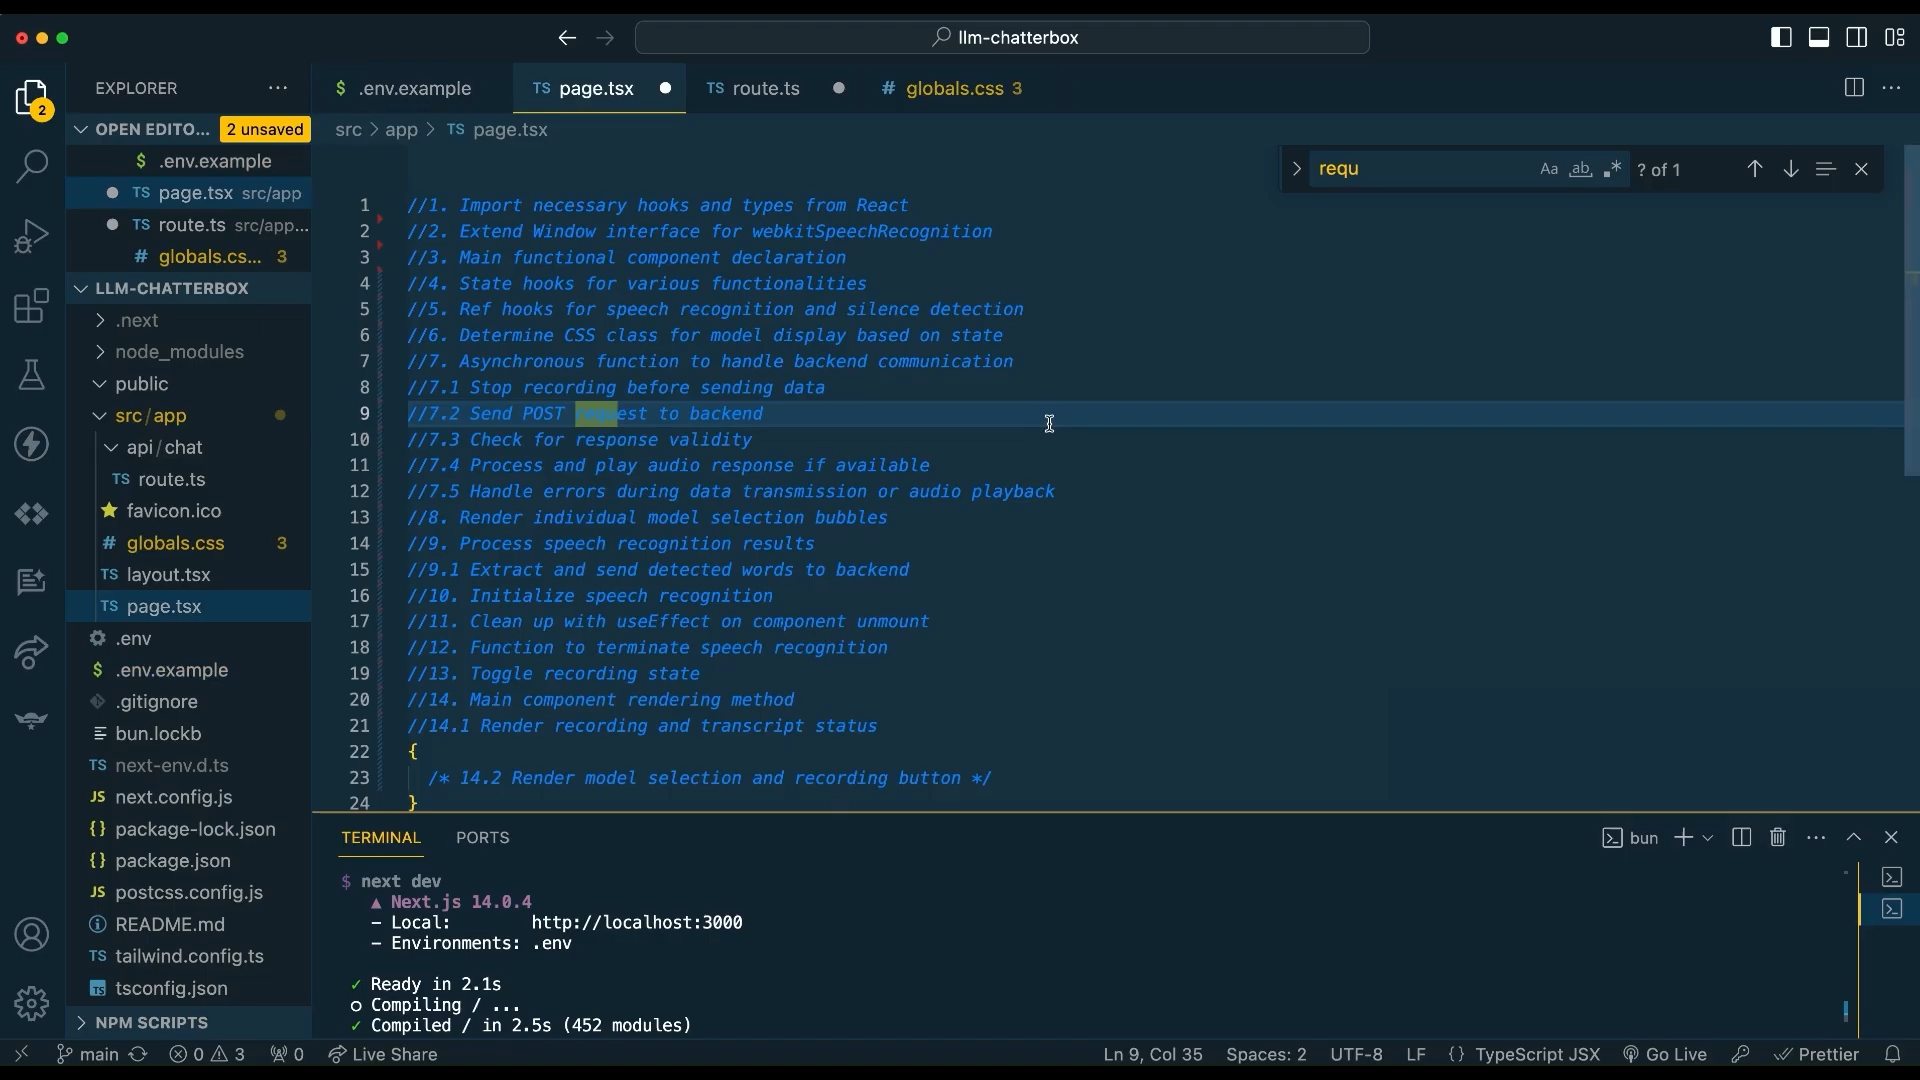 llm-chatterbox
EXPLORER
$ .env.example
TS page.tsx
TS route.ts
# globals.css 3
2
OPEN EDITO... 2 unsaved
src > app > TS page.tsx
$ .env.example
TS page.tsx src/app
TS route.ts src/app...
# globals.cs... 3
requ
Aa ab .* ? of 1
LLM-CHATTERBOX
.next
node_modules
public
src/app
api/chat
TS route.ts
favicon.ico
# globals.css 3
TS layout.tsx
TS page.tsx
.env
$ .env.example
.gitignore
bun.lockb
TS next-env.d.ts
JS next.config.js
{} package-lock.json
{} package.json
JS postcss.config.js
README.md
TS tailwind.config.ts
TS tsconfig.json
NPM SCRIPTS
1 //1. Import necessary hooks and types from React
2 //2. Extend Window interface for webkitSpeechRecognition
3 //3. Main functional component declaration
4 //4. State hooks for various functionalities
5 //5. Ref hooks for speech recognition and silence detection
6 //6. Determine CSS class for model display based on state
7 //7. Asynchronous function to handle backend communication
8 //7.1 Stop recording before sending data
9 //7.2 Send POST request to backend
10 //7.3 Check for response validity
11 //7.4 Process and play audio response if available
12 //7.5 Handle errors during data transmission or audio playback
13 //8. Render individual model selection bubbles
14 //9. Process speech recognition results
15 //9.1 Extract and send detected words to backend
16 //10. Initialize speech recognition
17 //11. Clean up with useEffect on component unmount
18 //12. Function to terminate speech recognition
19 //13. Toggle recording state
20 //14. Main component rendering method
21 //14.1 Render recording and transcript status
22 {
23 /* 14.2 Render model selection and recording button */
24 }
TERMINAL PORTS
bun
$ next dev
▲ Next.js 14.0.4
- Local: http://localhost:3000
- Environments: .env
✓ Ready in 2.1s
○ Compiling / ...
✓ Compiled / in 2.5s (452 modules)
main 0 3 0 Live Share Ln 9, Col 35 Spaces: 2 UTF-8 LF {} TypeScript JSX Go Live Prettier